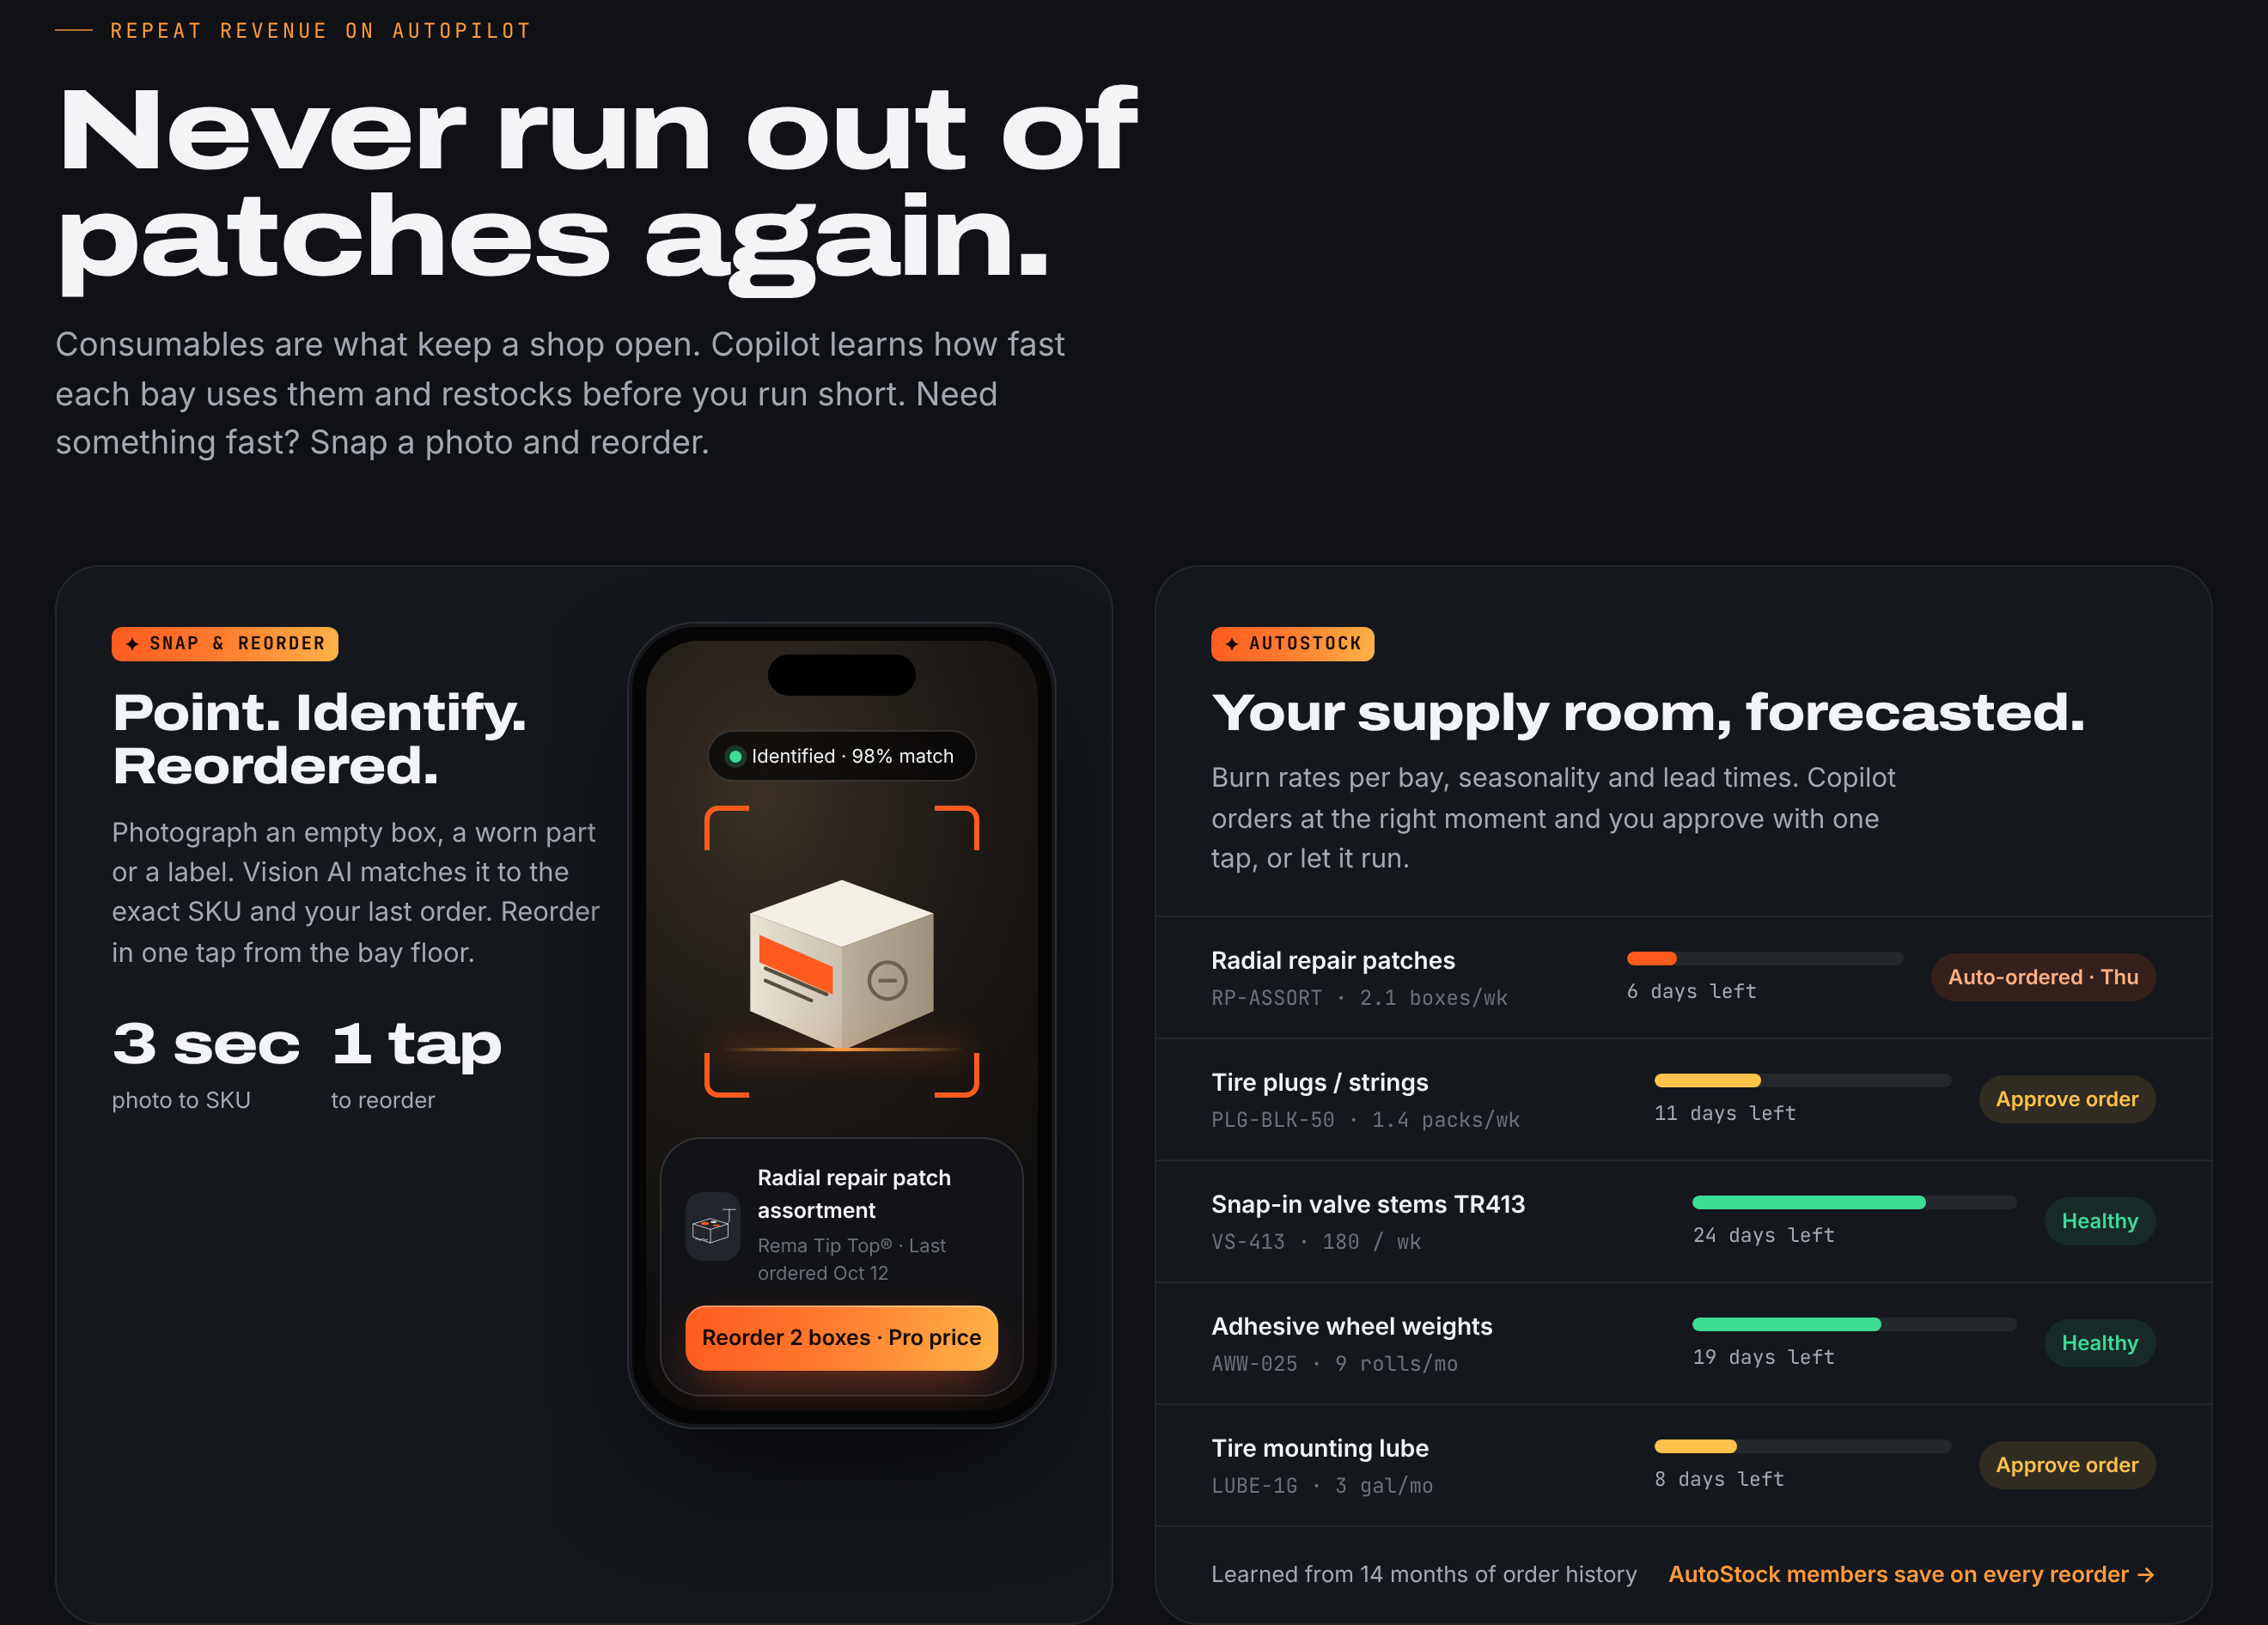 REPEAT REVENUE ON AUTOPILOT
Never run out of
patches again.
Consumables are what keep a shop open. Copilot learns how fast
each bay uses them and restocks before you run short. Need
something fast? Snap a photo and reorder.
✦ SNAP & REORDER
Point. Identify.
Reordered.
Photograph an empty box, a worn part
or a label. Vision AI matches it to the
exact SKU and your last order. Reorder
in one tap from the bay floor.
3 sec 1 tap
photo to SKU to reorder
Identified · 98% match
Radial repair patch
assortment
Rema Tip Top® · Last
ordered Oct 12
Reorder 2 boxes · Pro price
✦ AUTOSTOCK
Your supply room, forecasted.
Burn rates per bay, seasonality and lead times. Copilot
orders at the right moment and you approve with one
tap, or let it run.
Radial repair patches
RP-ASSORT · 2.1 boxes/wk
6 days left
Auto-ordered · Thu
Tire plugs / strings
PLG-BLK-50 · 1.4 packs/wk
11 days left
Approve order
Snap-in valve stems TR413
VS-413 · 180 / wk
24 days left
Healthy
Adhesive wheel weights
AWW-025 · 9 rolls/mo
19 days left
Healthy
Tire mounting lube
LUBE-1G · 3 gal/mo
8 days left
Approve order
Learned from 14 months of order history
AutoStock members save on every reorder →